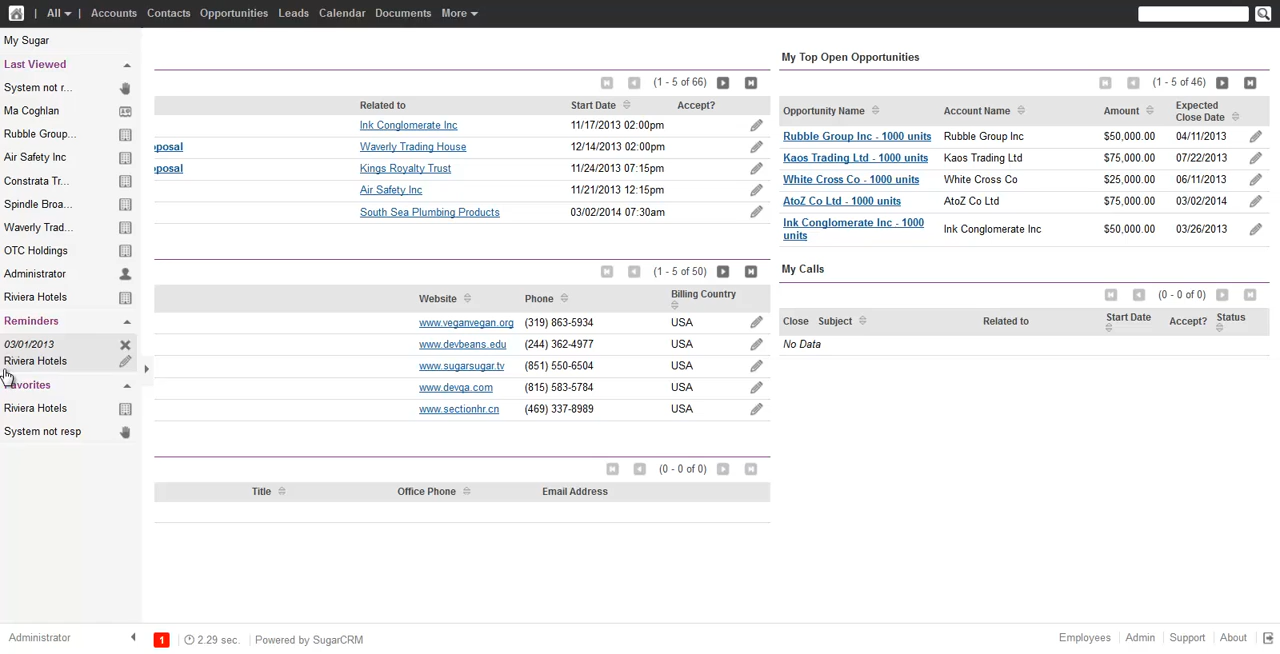 All Accounts Contacts Opportunities Leads Calendar Documents More
My Sugar
Last Viewed
System not r...
Ma Coghlan
Rubble Group...
Air Safety Inc
Constrata Tr...
Spindle Broa...
Waverly Trad...
OTC Holdings
Administrator
Riviera Hotels
Reminders
03/01/2013
Riviera Hotels
Favorites
Riviera Hotels
System not resp
(1 - 5 of 66)
Related to Start Date Accept?
Ink Conglomerate Inc 11/17/2013 02:00pm
oposal Waverly Trading House 12/14/2013 02:00pm
oposal Kings Royalty Trust 11/24/2013 07:15pm
Air Safety Inc 11/21/2013 12:15pm
South Sea Plumbing Products 03/02/2014 07:30am
(1 - 5 of 50)
Website Phone Billing Country
www.veganvegan.org (319) 863-5934 USA
www.devbeans.edu (244) 362-4977 USA
www.sugarsugar.tv (851) 550-6504 USA
www.devqa.com (815) 583-5784 USA
www.sectionhr.cn (469) 337-8989 USA
(0 - 0 of 0)
Title Office Phone Email Address
My Top Open Opportunities
(1 - 5 of 46)
Opportunity Name Account Name Amount Expected
Close Date
Rubble Group Inc - 1000 units Rubble Group Inc $50,000.00 04/11/2013
Kaos Trading Ltd - 1000 units Kaos Trading Ltd $75,000.00 07/22/2013
White Cross Co - 1000 units White Cross Co $25,000.00 06/11/2013
AtoZ Co Ltd - 1000 units AtoZ Co Ltd $75,000.00 03/02/2014
Ink Conglomerate Inc - 1000
units Ink Conglomerate Inc $50,000.00 03/26/2013
My Calls
(0 - 0 of 0)
Close Subject Related to Start Date Accept? Status
No Data
Administrator 1 2.29 sec. Powered by SugarCRM Employees Admin Support About